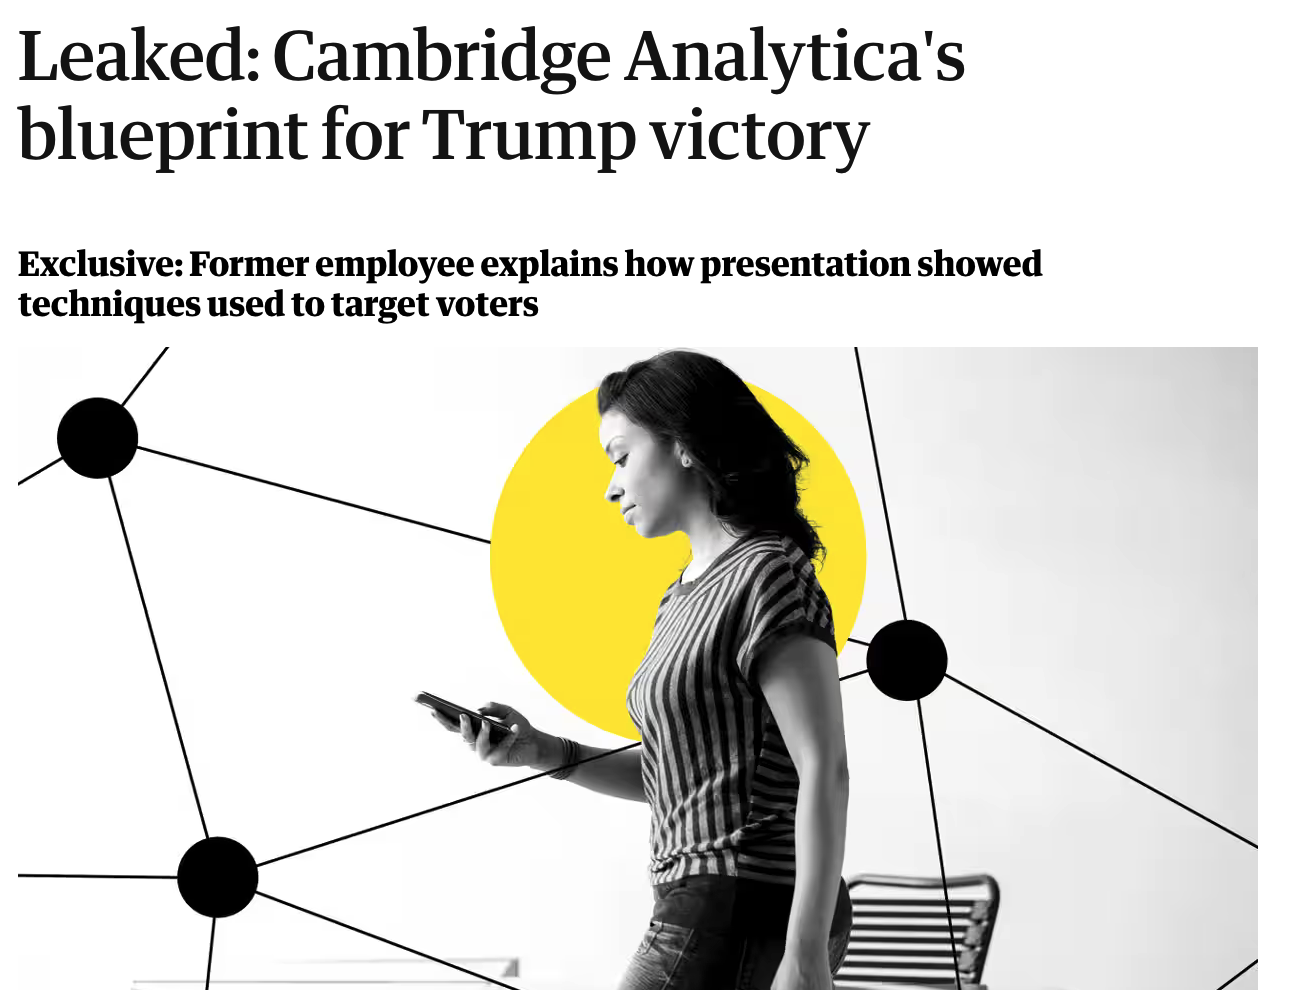 Leaked: Cambridge Analytica's
blueprint for Trump victory
Exclusive: Former employee explains how presentation showed
techniques used to target voters